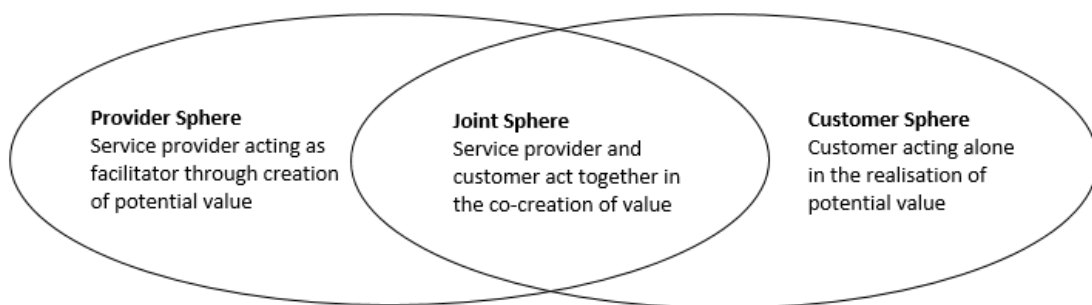 Provider Sphere
Service provider acting as
facilitator through creation
of potential value
Joint Sphere
Service provider and
customer act together in
the co-creation of value
Customer Sphere
Customer acting alone
in the realisation of
potential value